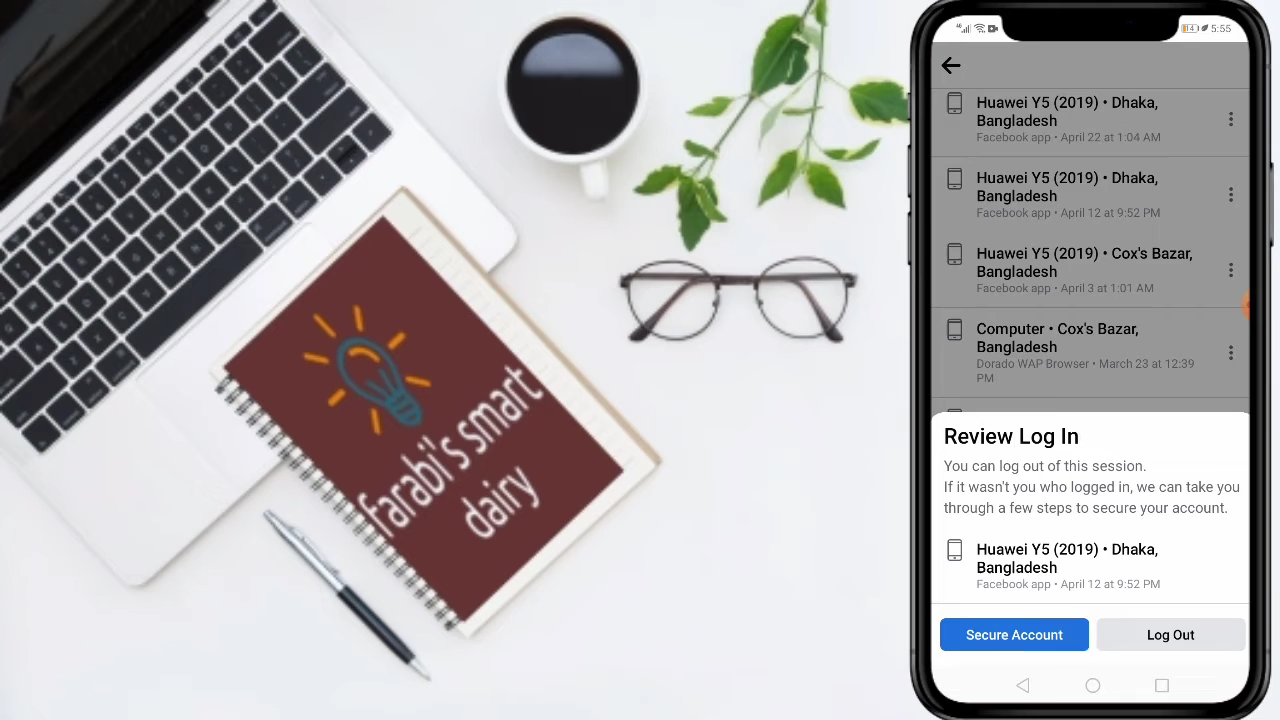 farabi's smart
dairy
4G
4
5:55
Huawei Y5 (2019) • Dhaka,
Bangladesh
Facebook app • April 22 at 1:04 AM
Huawei Y5 (2019) • Dhaka,
Bangladesh
Facebook app • April 12 at 9:52 PM
Huawei Y5 (2019) • Cox's Bazar,
Bangladesh
Facebook app • April 3 at 1:01 AM
Computer • Cox's Bazar,
Bangladesh
Dorado WAP Browser • March 23 at 12:39
PM
Review Log In
You can log out of this session.
If it wasn't you who logged in, we can take you
through a few steps to secure your account.
Huawei Y5 (2019) • Dhaka,
Bangladesh
Facebook app • April 12 at 9:52 PM
Secure Account
Log Out